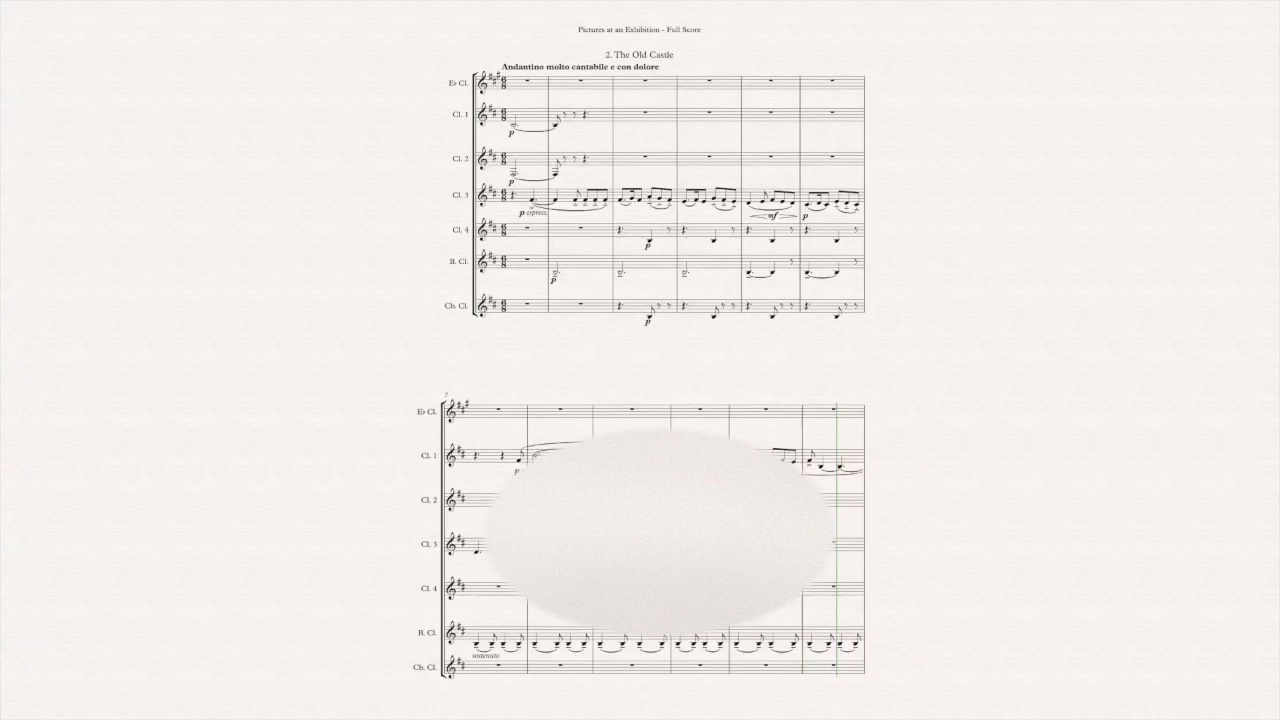 Pictures at an Exhibition - Full Score
2. The Old Castle
Andantino molto cantabile e con dolore
E♭ Cl.
Cl. 1
p
Cl. 2
p
Cl. 3
p espress.
mf
p
Cl. 4
p
B. Cl.
p
Cb. Cl.
p
7
E♭ Cl.
Cl. 1
p
Cl. 2
Cl. 3
Cl. 4
B. Cl.
sostenuto
Cb. Cl.